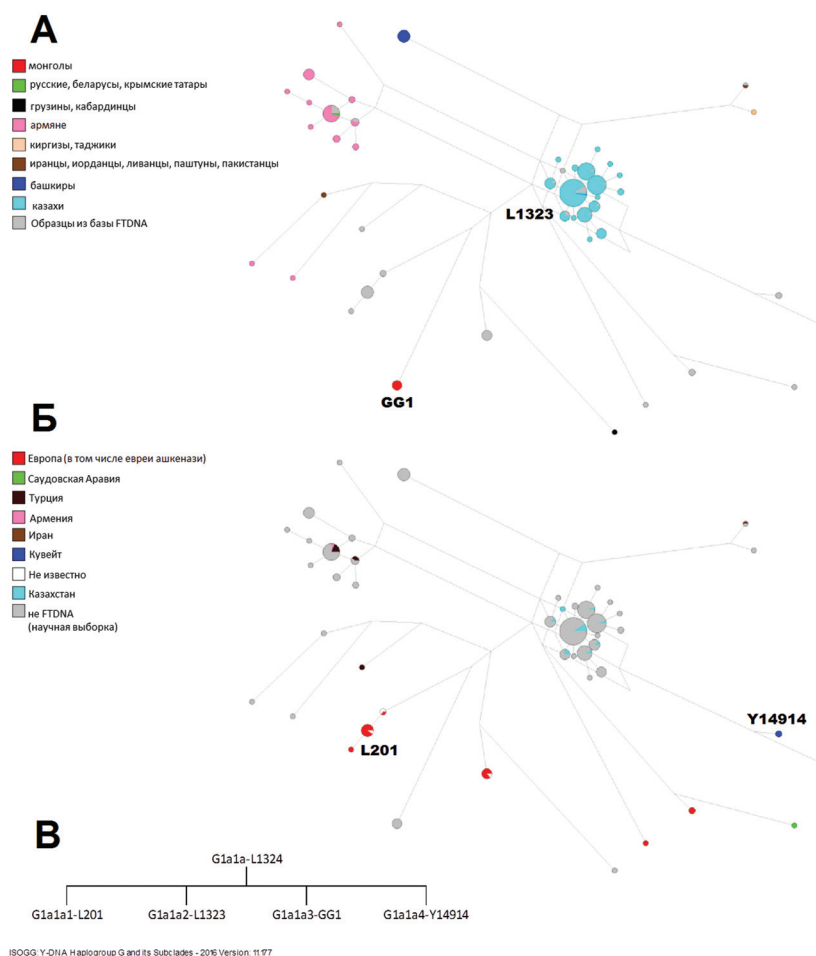 А
монголы
русские, беларусы, крымские татары
грузины, кабардинцы
армяне
киргизы, таджики
иранцы, иорданцы, ливанцы, паштуны, пакистанцы
башкиры
казахи
Образцы из базы FTDNA
L1323
GG1
Б
Европа (в том числе евреи ашкенази)
Саудовская Аравия
Турция
Армения
Иран
Кувейт
Не известно
Казахстан
не FTDNA
(научная выборка)
Y14914
L201
В
G1a1a-L1324
G1a1a1-L201 G1a1a2-L1323 G1a1a3-GG1 G1a1a4-Y14914
ISOGG: Y-DNA Haplogroup G and its Subclades - 2016 Version: 11.177